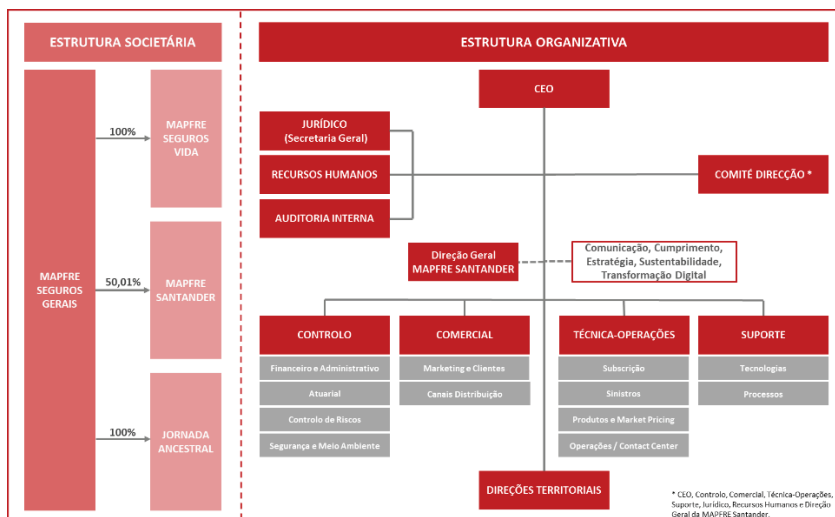 ESTRUTURA SOCIETÁRIA
MAPFRE
SEGUROS
GERAIS
100%
MAPFRE
SEGUROS
VIDA
50,01%
MAPFRE
SANTANDER
100%
JORNADA
ANCESTRAL
ESTRUTURA ORGANIZATIVA
CEO
JURÍDICO
(Secretaria Geral)
RECURSOS HUMANOS
AUDITORIA INTERNA
COMITÉ DIRECÇÃO *
Direção Geral
MAPFRE SANTANDER
Comunicação, Cumprimento,
Estratégia, Sustentabilidade,
Transformação Digital
CONTROLO
Financeiro e Administrativo
Atuarial
Controlo de Riscos
Segurança e Meio Ambiente
COMERCIAL
Marketing e Clientes
Canais Distribuição
TÉCNICA-OPERAÇÕES
Subscrição
Sinistros
Produtos e Market Pricing
Operações / Contact Center
SUPORTE
Tecnologias
Processos
DIREÇÕES TERRITORIAIS
* CEO, Controlo, Comercial, Técnica-Operações,
Suporte, Jurídico, Recursos Humanos e Direção
Geral da MAPFRE Santander.